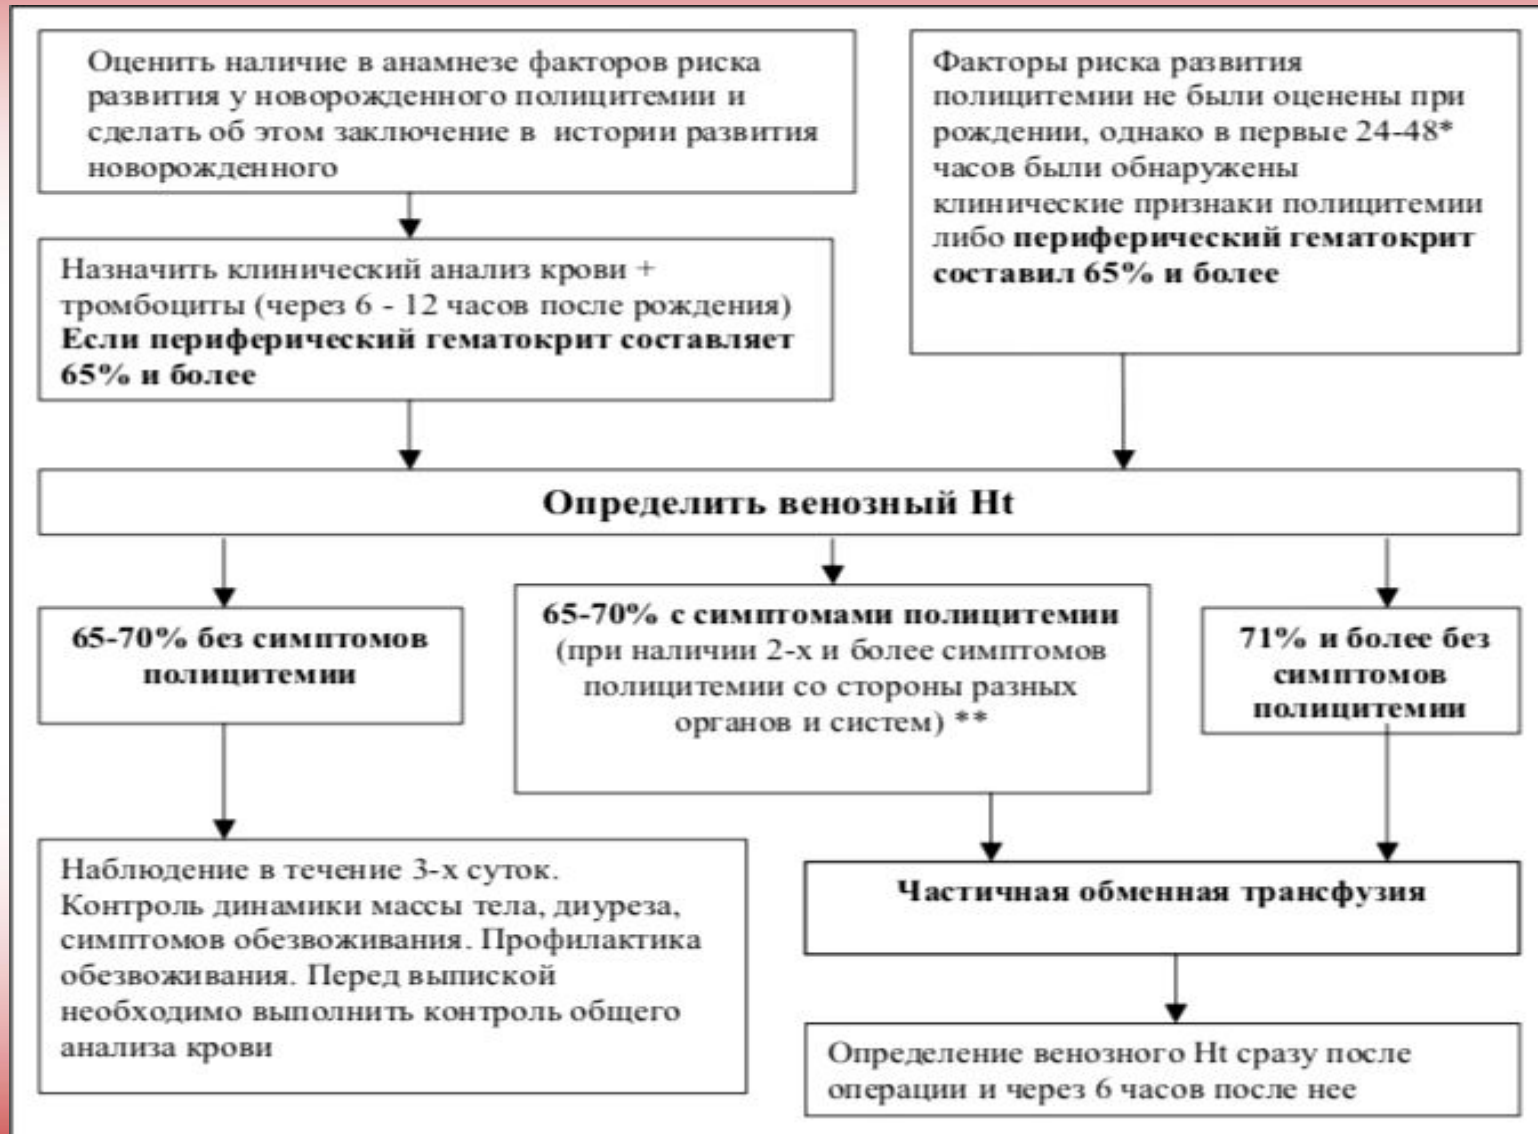 Оценить наличие в анамнезе факторов риска
развития у новорожденного полицитемии и
сделать об этом заключение в истории развития
новорожденного
Факторы риска развития
полицитемии не были оценены при
рождении, однако в первые 24-48*
часов были обнаружены
клинические признаки полицитемии
либо периферический гематокрит
составил 65% и более
Назначить клинический анализ крови +
тромбоциты (через 6 - 12 часов после рождения)
Если периферический гематокрит составляет
65% и более
Определить венозный Ht
65-70% без симптомов
полицитемии
65-70% с симптомами полицитемии
(при наличии 2-х и более симптомов
полицитемии со стороны разных
органов и систем) **
71% и более без
симптомов
полицитемии
Наблюдение в течение 3-х суток.
Контроль динамики массы тела, диуреза,
симптомов обезвоживания. Профилактика
обезвоживания. Перед выпиской
необходимо выполнить контроль общего
анализа крови
Частичная обменная трансфузия
Определение венозного Ht сразу после
операции и через 6 часов после нее